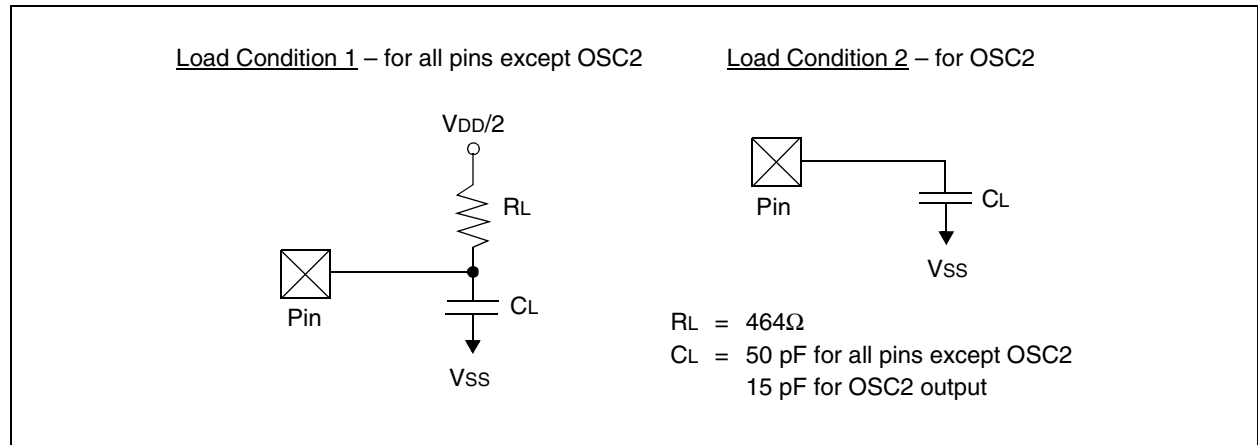 Load Condition 1 – for all pins except OSC2
VDD/2
RL
Pin
CL
VSS
Load Condition 2 – for OSC2
Pin
CL
VSS
RL = 464Ω
CL = 50 pF for all pins except OSC2
15 pF for OSC2 output